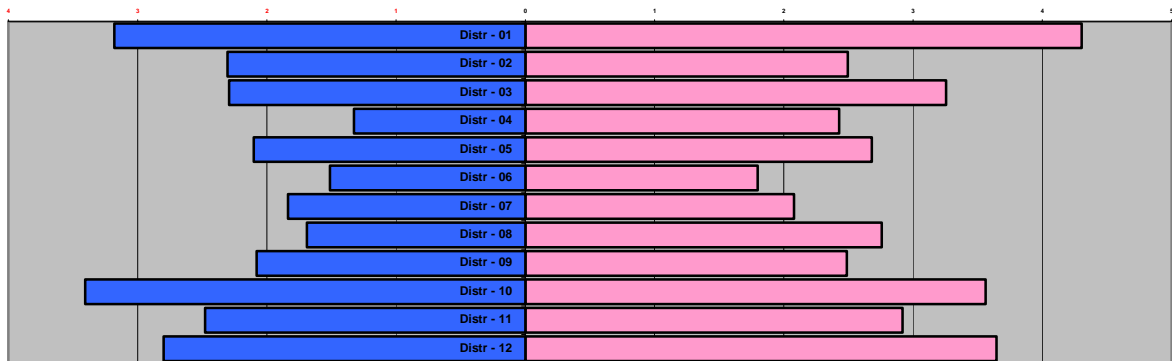 4 3 2 1 0 1 2 3 4 5
Distr - 01
Distr - 02
Distr - 03
Distr - 04
Distr - 05
Distr - 06
Distr - 07
Distr - 08
Distr - 09
Distr - 10
Distr - 11
Distr - 12